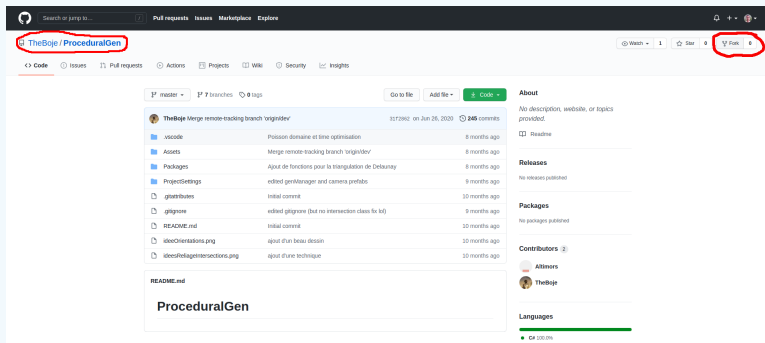 Search or jump to... / Pull requests Issues Marketplace Explore
TheBoje / ProceduralGen Watch 1 Star 0 Fork 0
Code Issues Pull requests Actions Projects Wiki Security Insights
master 7 branches 0 tags Go to file Add file Code
TheBoje Merge remote-tracking branch 'origin/dev' on Jun 26, 2020 245 commits
.vscode Poisson domaine et time optimisation 8 months ago
Assets Merge remote-tracking branch 'origin/dev' 8 months ago
Packages Ajout de fonctions pour la triangulation de Delaunay 8 months ago
ProjectSettings edited genManager and camera prefabs 9 months ago
.gitattributes Initial commit 10 months ago
.gitignore edited gitignore (but no intersection class fix lol) 9 months ago
README.md Initial commit 10 months ago
ideeOrientations.png ajout d'un beau dessin 10 months ago
ideesReliageIntersections.png ajout d'une technique 10 months ago
README.md
ProceduralGen
About
No description, website, or topics
provided.
Readme
Releases
No releases published
Packages
No packages published
Contributors 2
Altimors
TheBoje
Languages
C# 100.0%